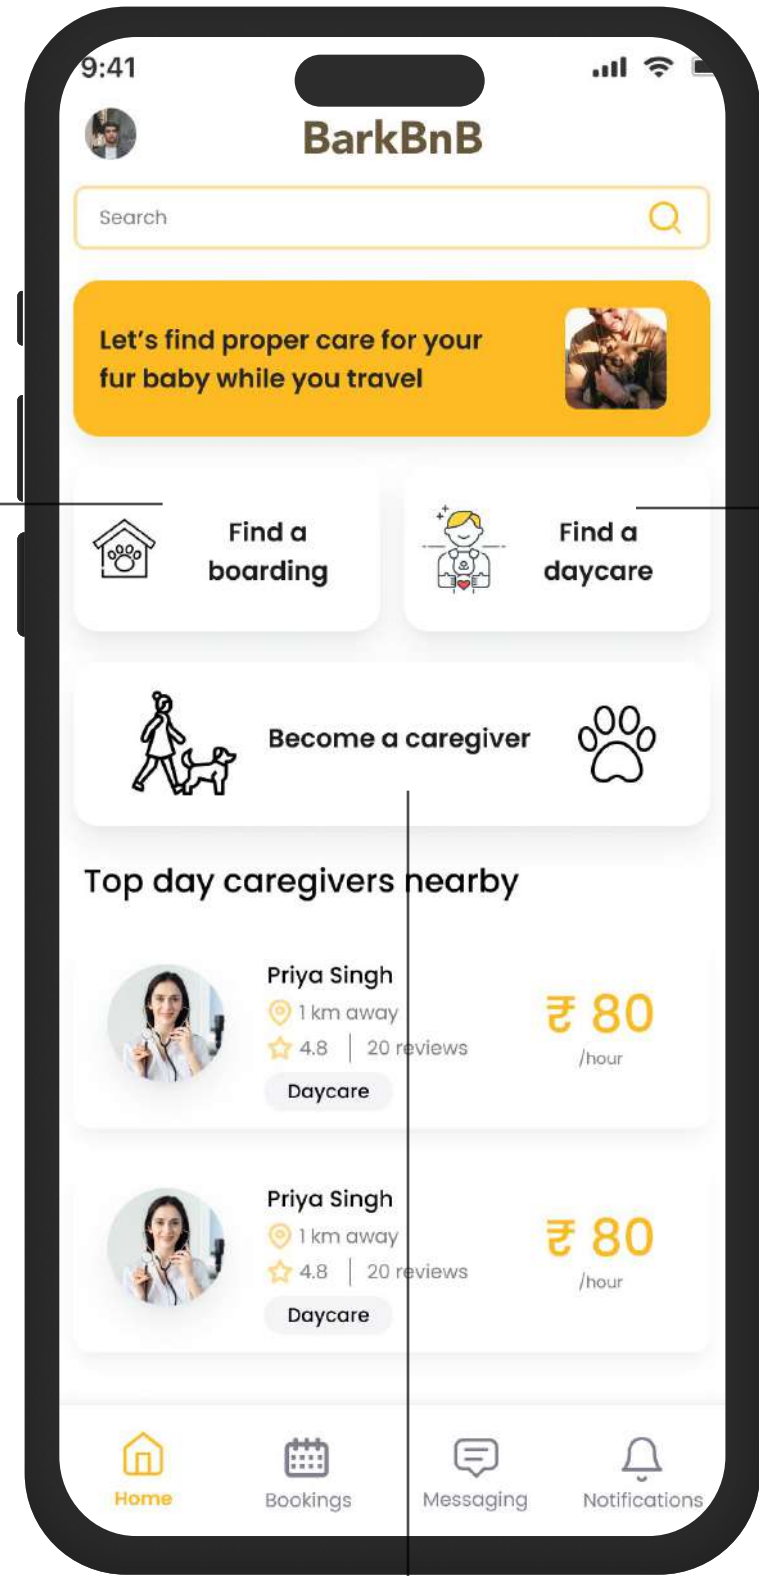 9:41
BarkBnB
Search
Let's find proper care for your
fur baby while you travel
Find a
boarding
Find a
daycare
Become a caregiver
Top day caregivers nearby
Priya Singh
1 km away
4.8 | 20 reviews
Daycare
₹ 80
/hour
Priya Singh
1 km away
4.8 | 20 reviews
Daycare
₹ 80
/hour
Home
Bookings
Messaging
Notifications